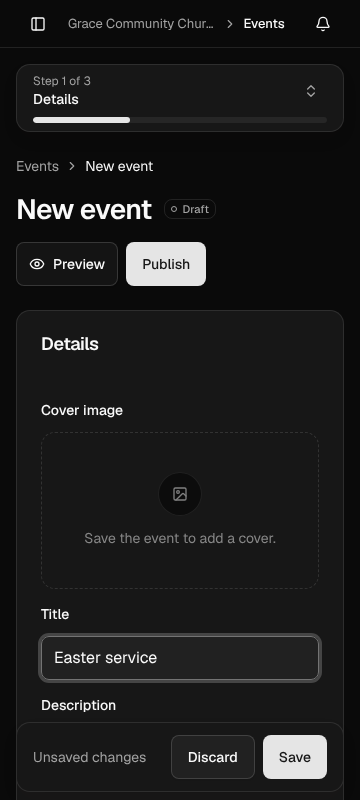 Grace Community Chur... > Events
Step 1 of 3
Details
Events > New event
New event
Draft
Preview
Publish
Details
Cover image
Save the event to add a cover.
Title
Easter service
Description
Unsaved changes
Discard
Save